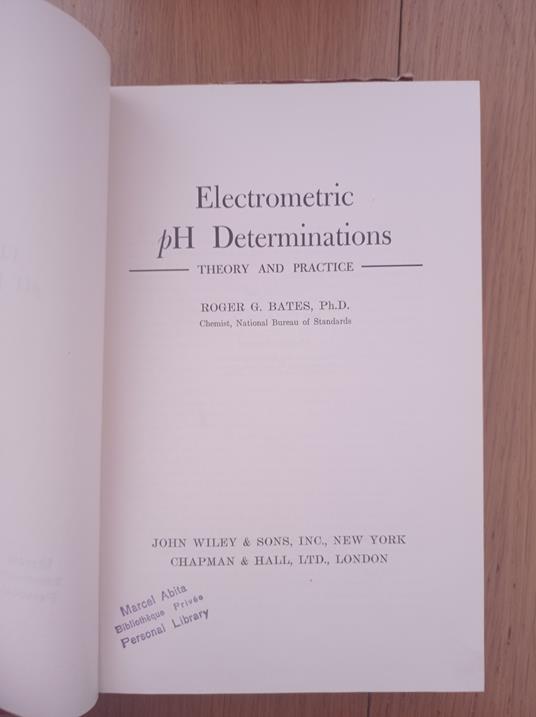 Electrometric
pH Determinations
THEORY AND PRACTICE
ROGER G. BATES, Ph.D.
Chemist, National Bureau of Standards
JOHN WILEY & SONS, INC., NEW YORK
CHAPMAN & HALL, LTD., LONDON
Marcel Abita
Bibliothèque Privée
Personal Library